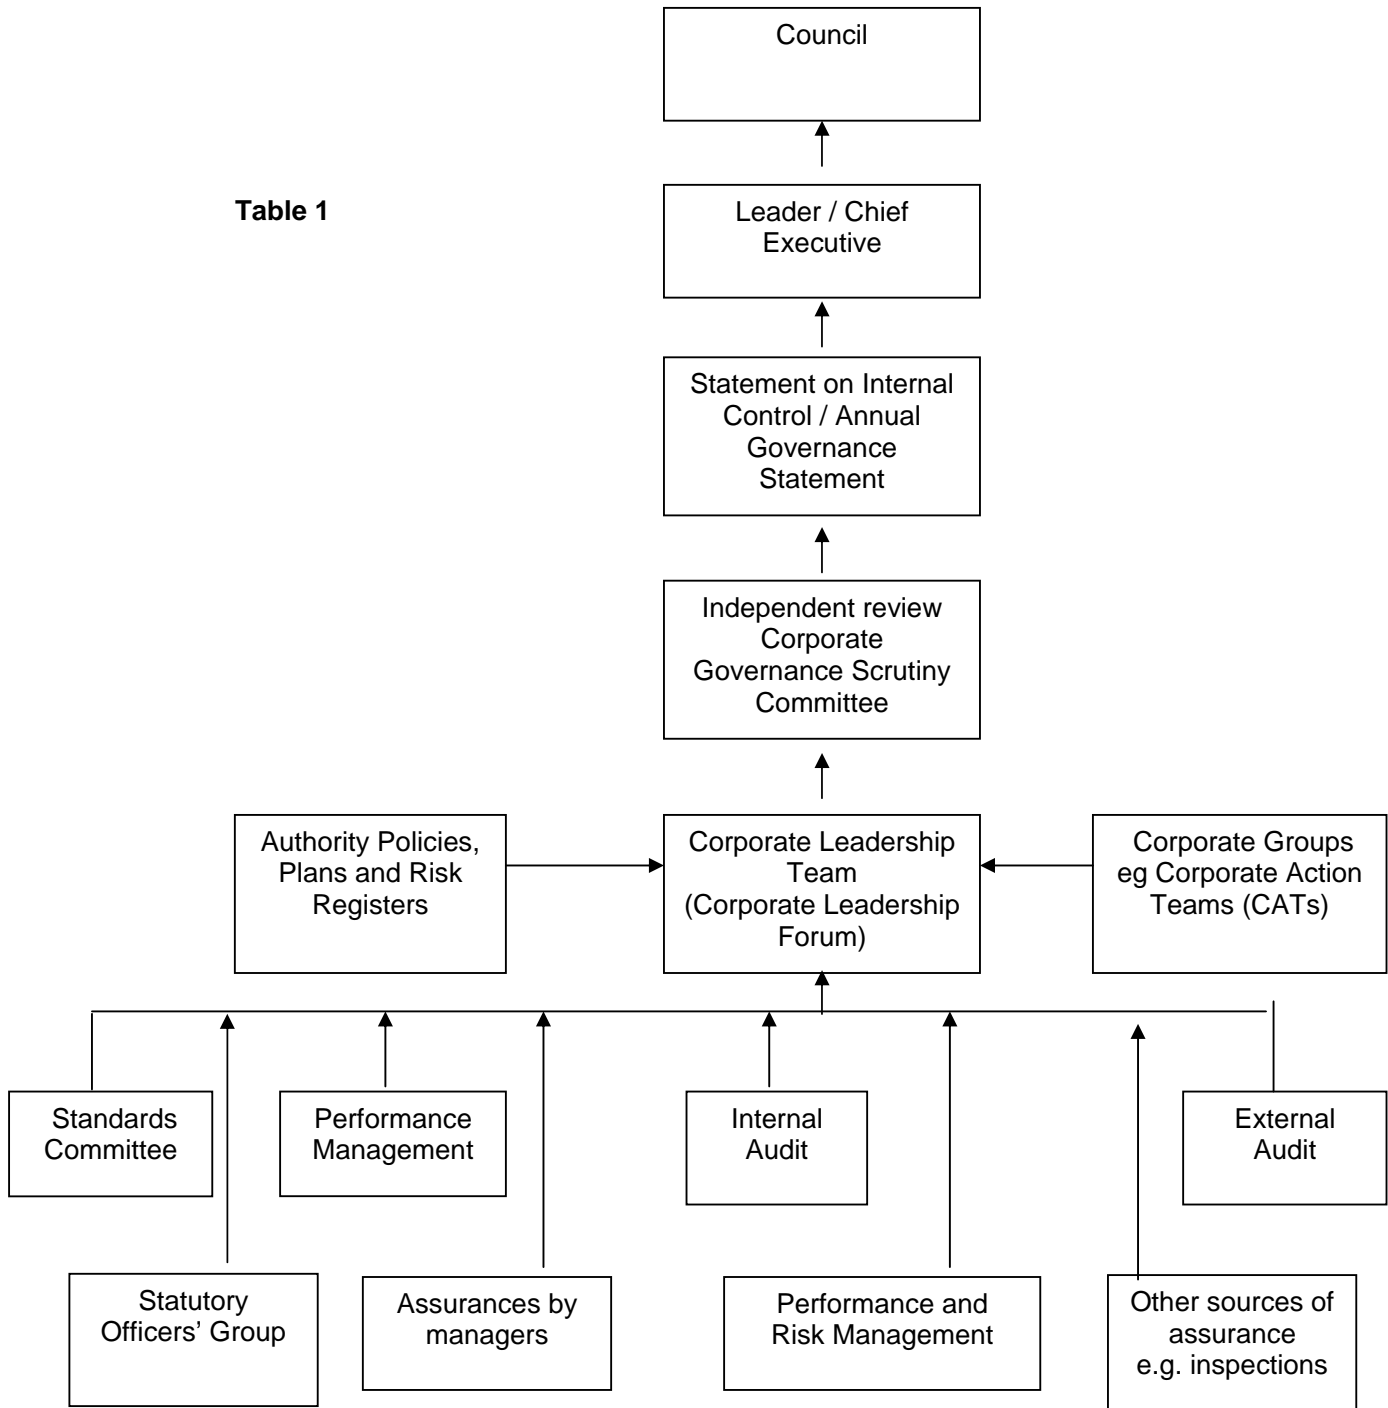 Council
Table 1
Leader / Chief
Executive
Statement on Internal
Control / Annual
Governance
Statement
Independent review
Corporate
Governance Scrutiny
Committee
Authority Policies,
Plans and Risk
Registers
Corporate Leadership
Team
(Corporate Leadership
Forum)
Corporate Groups
eg Corporate Action
Teams (CATs)
Standards
Committee
Performance
Management
Internal
Audit
External
Audit
Statutory
Officers’ Group
Assurances by
managers
Performance and
Risk Management
Other sources of
assurance
e.g. inspections